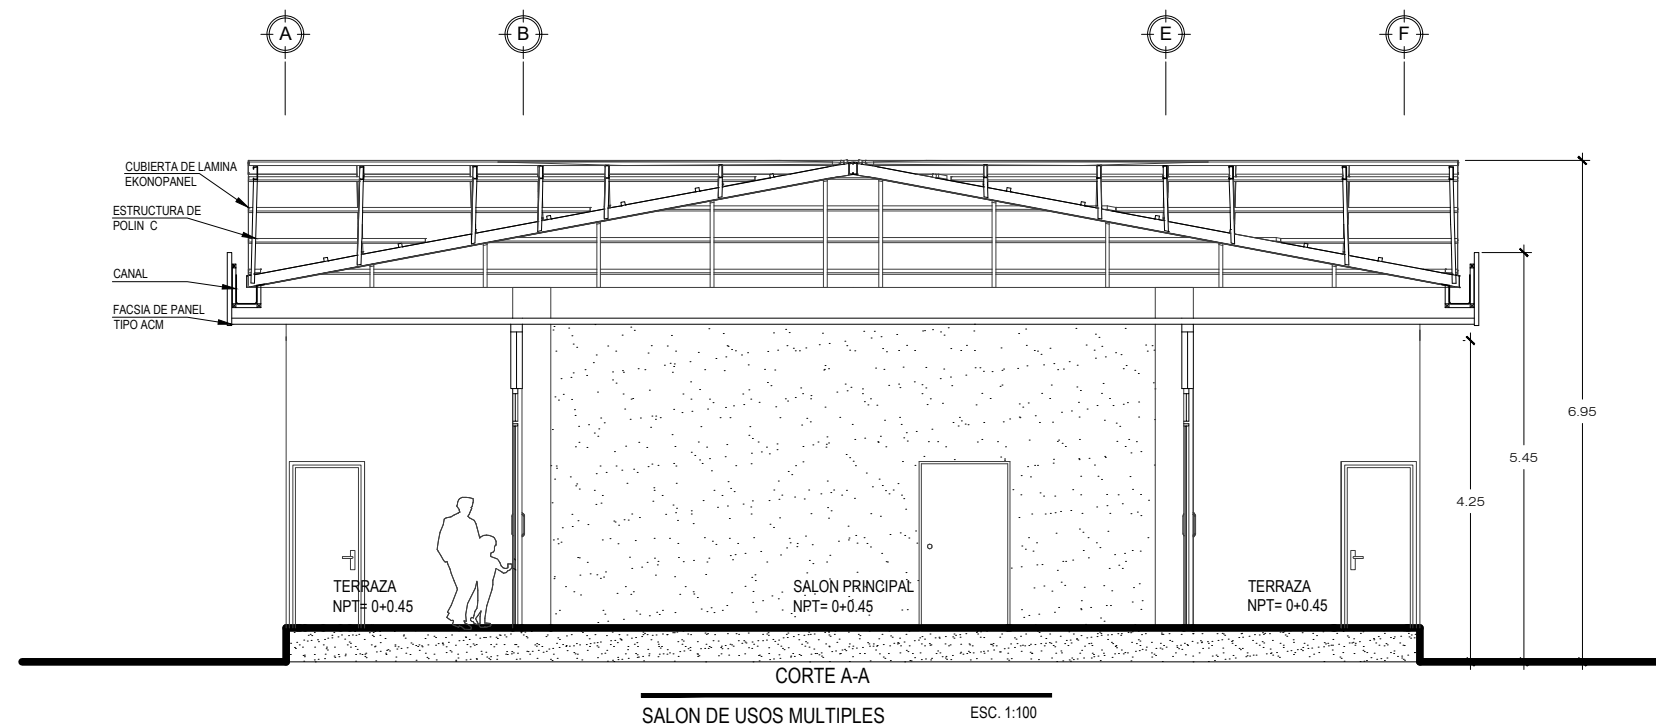 A B E F
CUBIERTA DE LAMINA
EKONOPANEL
ESTRUCTURA DE
POLIN C
CANAL
FACSIA DE PANEL
TIPO ACM
6.95
5.45
4.25
TERRAZA
NPT= 0+0.45
SALON PRINCIPAL
NPT= 0+0.45
TERRAZA
NPT= 0+0.45
CORTE A-A
SALON DE USOS MULTIPLES ESC. 1:100